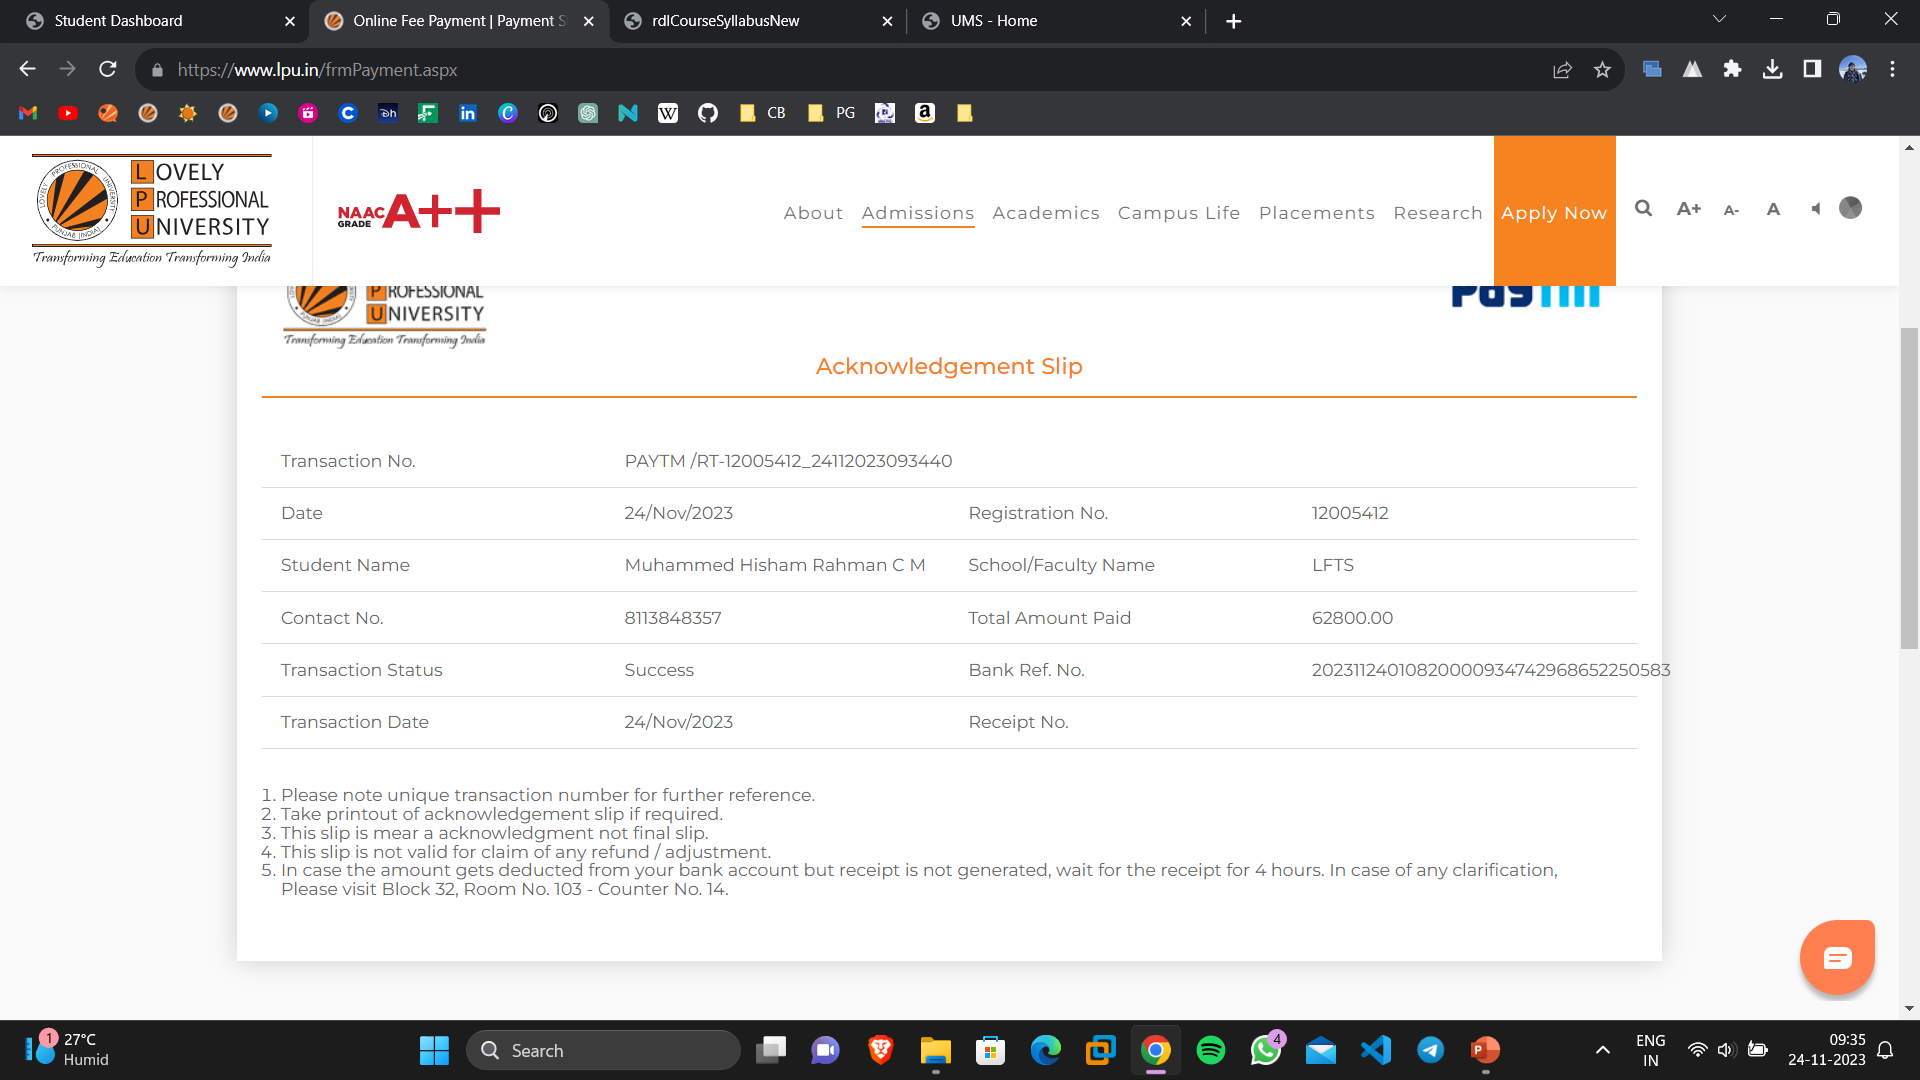 Student Dashboard
Online Fee Payment | Payment S
rdlCourseSyllabusNew
UMS - Home
https://www.lpu.in/frmPayment.aspx
CB
PG
LOVELY
PROFESSIONAL
UNIVERSITY
Transforming Education Transforming India
NAAC
GRADE
A++
About
Admissions
Academics
Campus Life
Placements
Research
Apply Now
A+
A-
A
PROFESSIONAL
UNIVERSITY
Transforming Education Transforming India
Paytm
Acknowledgement Slip
Transaction No. PAYTM /RT-12005412_24112023093440
Date 24/Nov/2023 Registration No. 12005412
Student Name Muhammed Hisham Rahman C M School/Faculty Name LFTS
Contact No. 8113848357 Total Amount Paid 62800.00
Transaction Status Success Bank Ref. No. 20231124010820000934742968652250583
Transaction Date 24/Nov/2023 Receipt No.
1. Please note unique transaction number for further reference.
2. Take printout of acknowledgement slip if required.
3. This slip is mear a acknowledgment not final slip.
4. This slip is not valid for claim of any refund / adjustment.
5. In case the amount gets deducted from your bank account but receipt is not generated, wait for the receipt for 4 hours. In case of any clarification,
Please visit Block 32, Room No. 103 - Counter No. 14.
1
27°C
Humid
Search
4
ENG
IN
09:35
24-11-2023